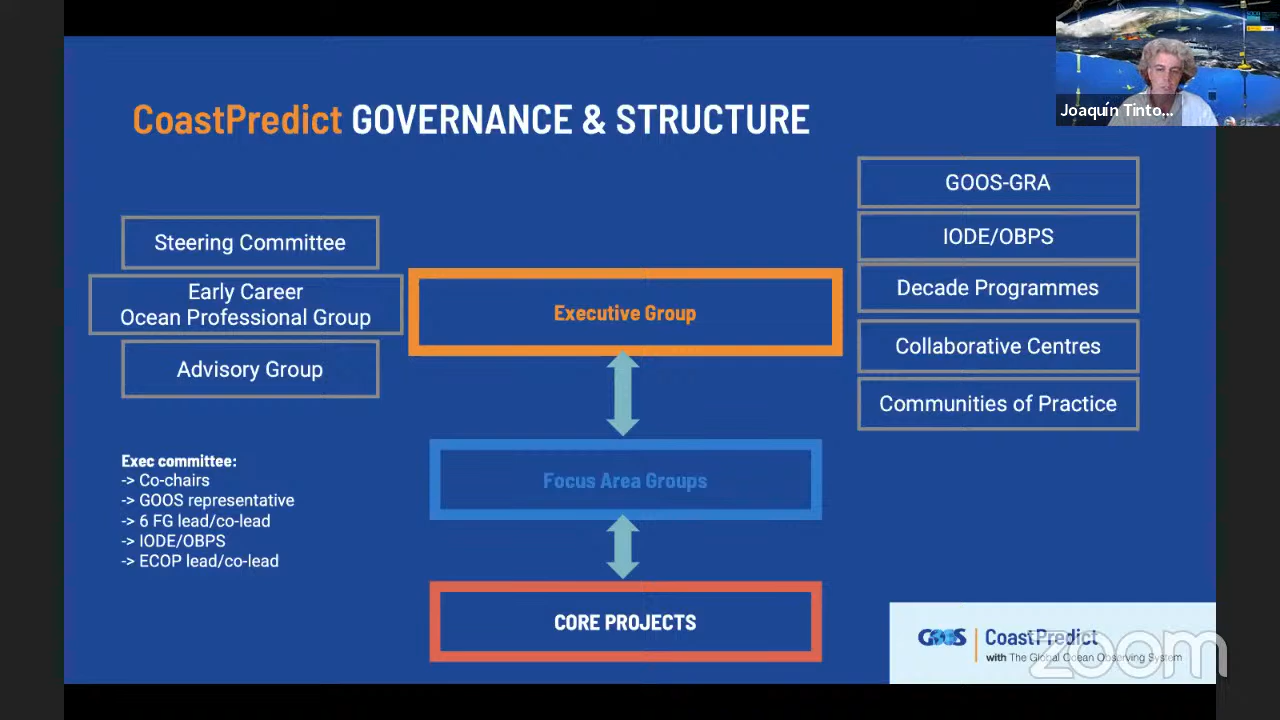 CoastPredict GOVERNANCE & STRUCTURE
Joaquín Tinto...
Steering Committee
Early Career
Ocean Professional Group
Advisory Group
Executive Group
Focus Area Groups
CORE PROJECTS
GOOS-GRA
IODE/OBPS
Decade Programmes
Collaborative Centres
Communities of Practice
Exec committee:
-> Co-chairs
-> GOOS representative
-> 6 FG lead/co-lead
-> IODE/OBPS
-> ECOP lead/co-lead
GOOS
CoastPredict
with The Global Ocean Observing System
zoom